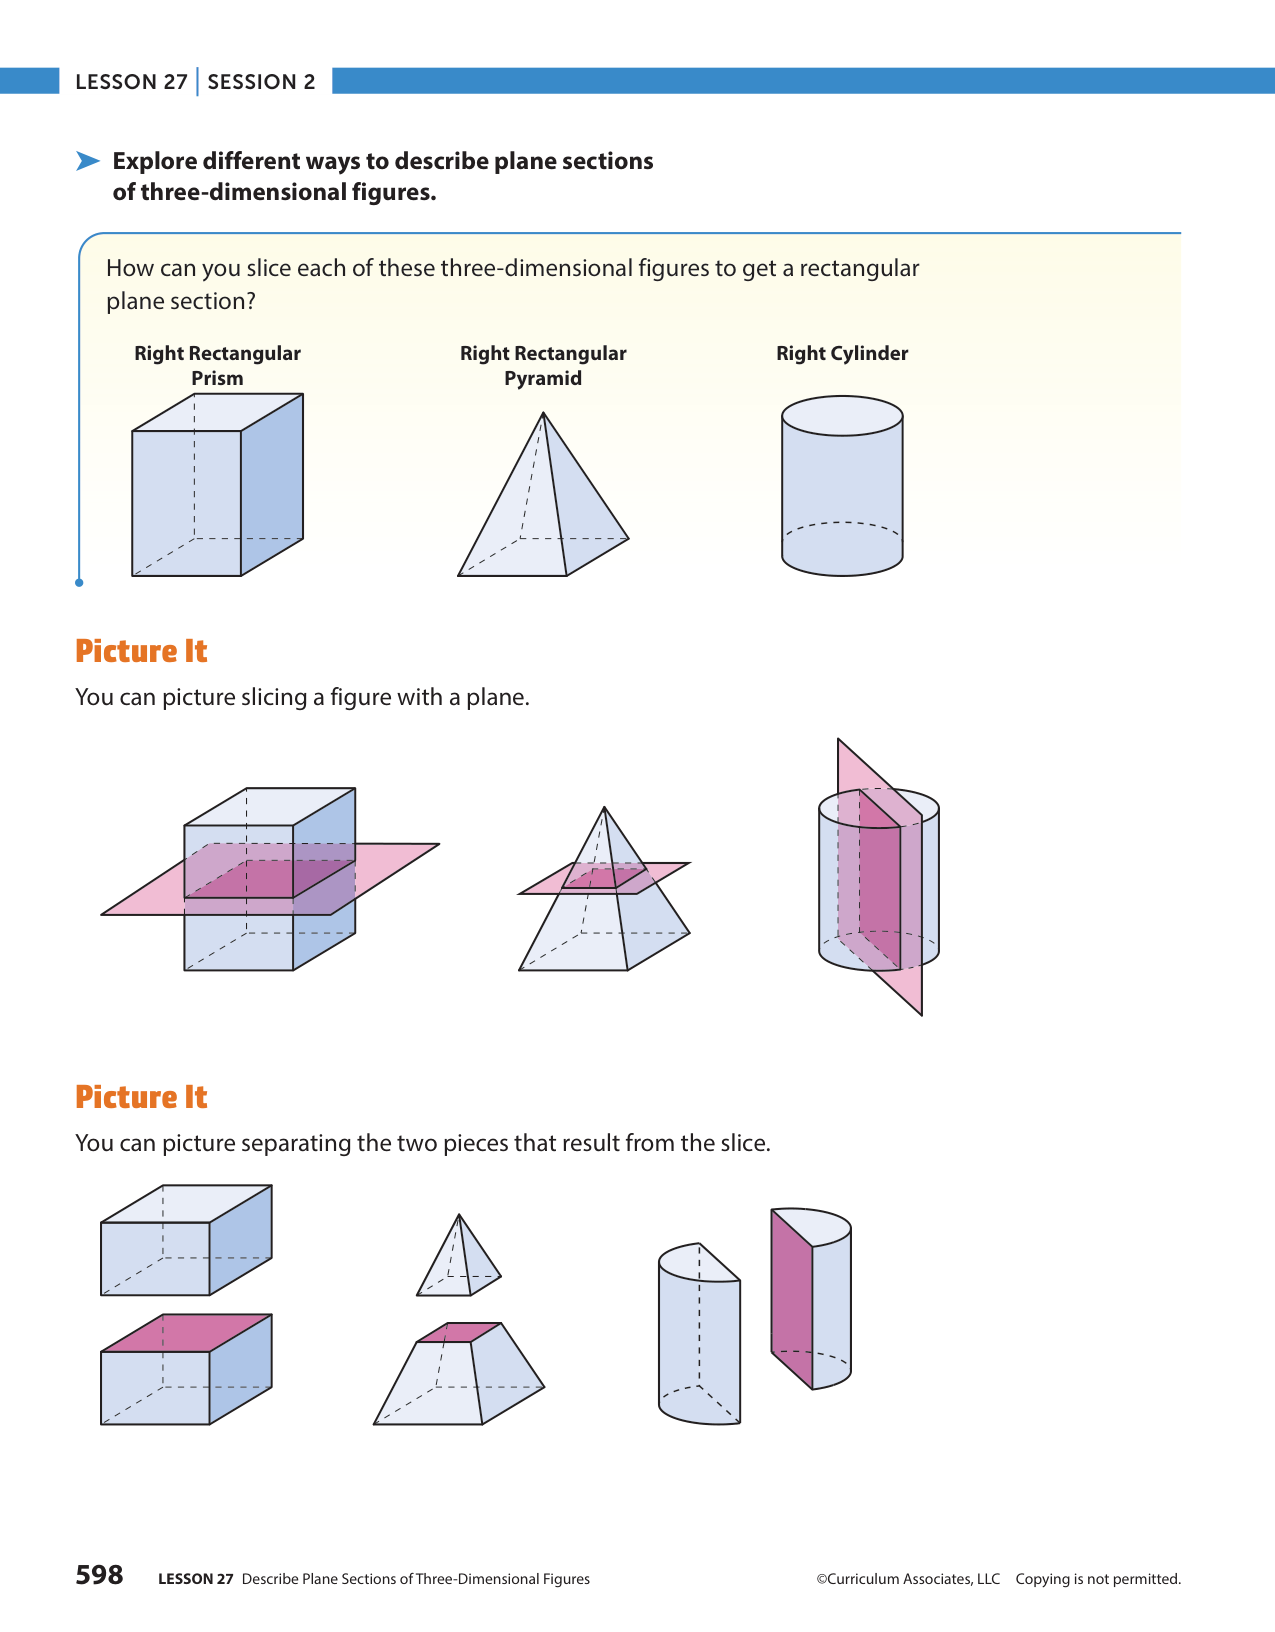 LESSON 27 | SESSION 2
Explore different ways to describe plane sections
of three-dimensional figures.
How can you slice each of these three-dimensional figures to get a rectangular
plane section?
Right Rectangular
Prism
Right Rectangular
Pyramid
Right Cylinder
Picture It
You can picture slicing a figure with a plane.
Picture It
You can picture separating the two pieces that result from the slice.
598 LESSON 27 Describe Plane Sections of Three-Dimensional Figures
©Curriculum Associates, LLC Copying is not permitted.